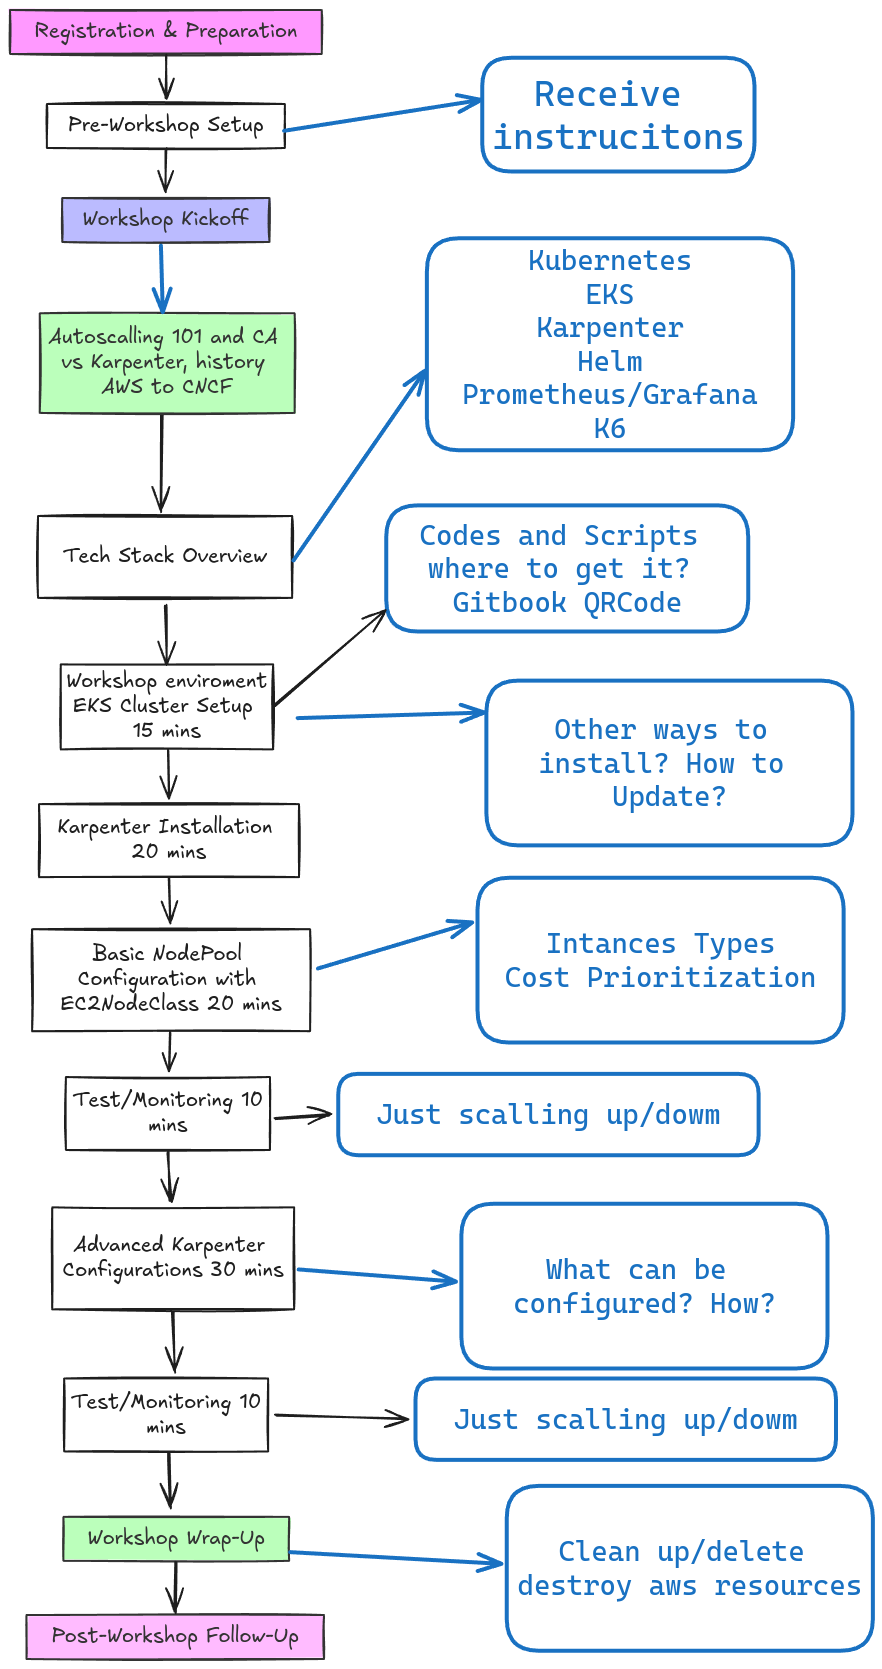 Registration & Preparation
Pre-Workshop Setup
Receive
instrucitons
Workshop Kickoff
Autoscalling 101 and CA
vs Karpenter, history
AWS to CNCF
Kubernetes
EKS
Karpenter
Helm
Prometheus/Grafana
K6
Tech Stack Overview
Codes and Scripts
where to get it?
Gitbook QRCode
Workshop enviroment
EKS Cluster Setup
15 mins
Other ways to
install? How to
Update?
Karpenter Installation
20 mins
Basic NodePool
Configuration with
EC2NodeClass 20 mins
Intances Types
Cost Prioritization
Test/Monitoring 10
mins
Just scalling up/dowm
Advanced Karpenter
Configurations 30 mins
What can be
configured? How?
Test/Monitoring 10
mins
Just scalling up/dowm
Workshop Wrap-Up
Clean up/delete
destroy aws resources
Post-Workshop Follow-Up